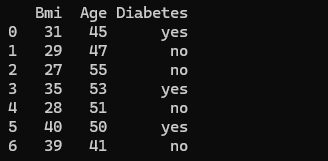 Bmi Age Diabetes
0 31 45 yes
1 29 47 no
2 27 55 no
3 35 53 yes
4 28 51 no
5 40 50 yes
6 39 41 no